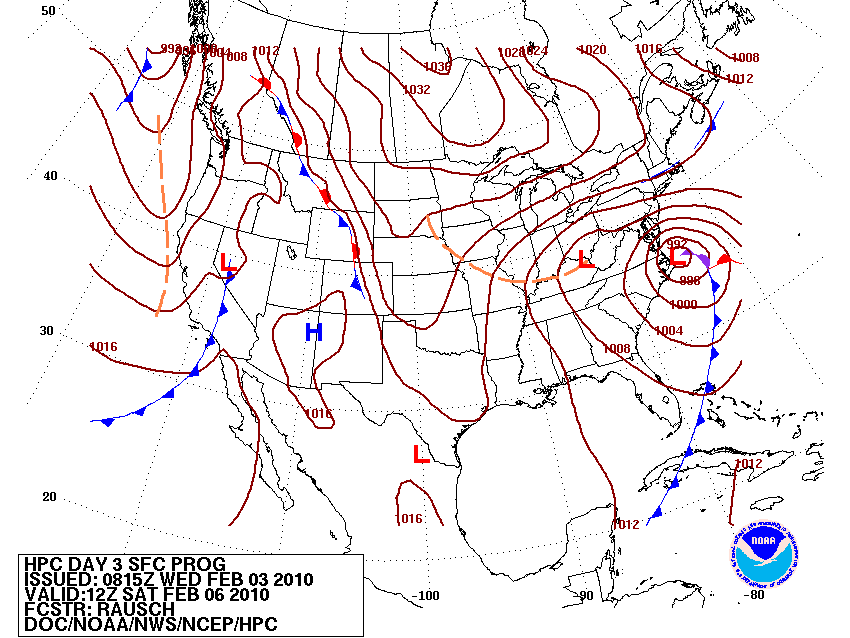 50
992
1004
1008
1012
1036
1032
1028
1024
1020
1016
1008
1012
40
L
L
992
L
996
1000
1004
1008
30
1016
H
1016
L
1012
20
1016
1012
NOAA
HPC DAY 3 SFC PROG
ISSUED: 0815Z WED FEB 03 2010
VALID:12Z SAT FEB 06 2010
FCSTR: RAUSCH
DOC/NOAA/NWS/NCEP/HPC
-100
-90
-80